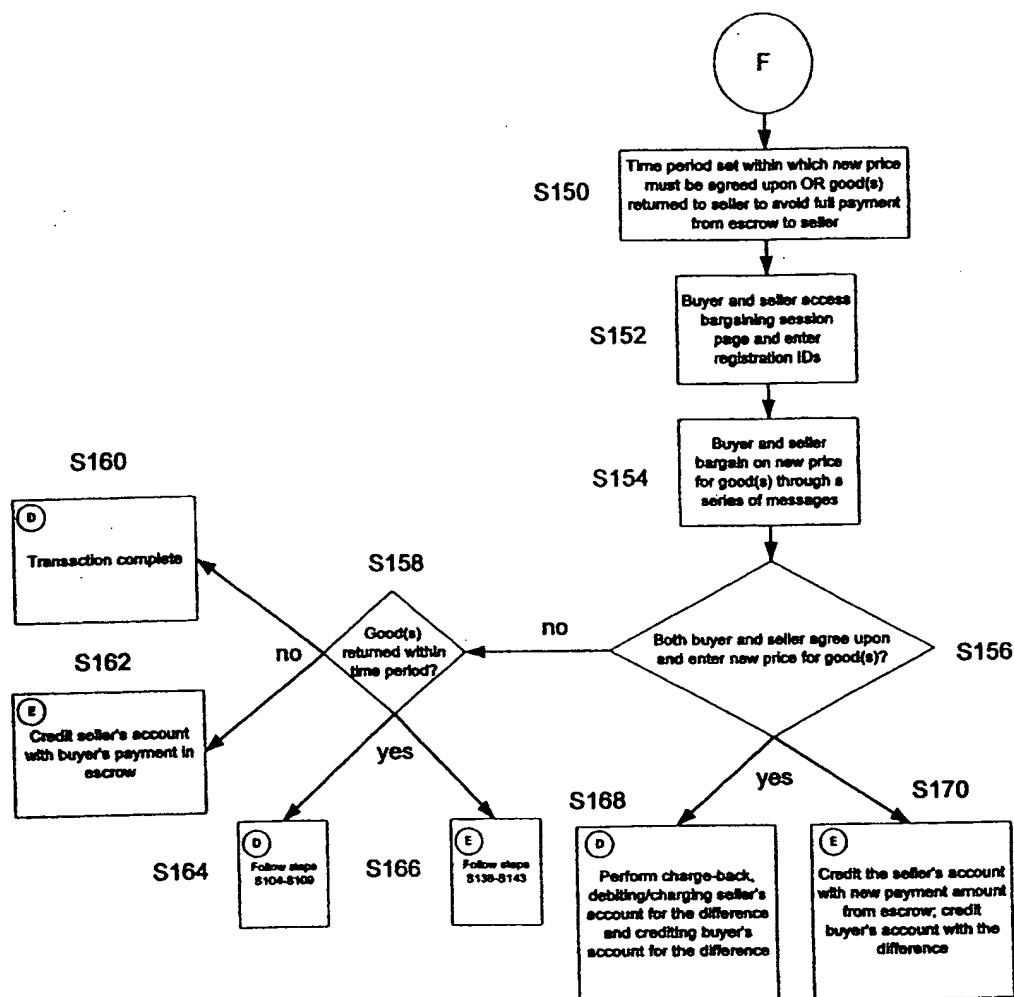 F
S150
Time period set within which new price
must be agreed upon OR good(s)
returned to seller to avoid full payment
from escrow to seller
S152
Buyer and seller access
bargaining session
page and enter
registration IDs
S154
Buyer and seller
bargain on new price
for good(s) through a
series of messages
S160
D
Transaction complete
S158
Good(s)
returned within
time period?
no
no
Both buyer and seller agree upon
and enter new price for good(s)?
S156
S162
E
Credit seller's account
with buyer's payment in
escrow
yes
yes
S164
D
Follow steps
S104-S109
S166
E
Follow steps
S138-S143
S168
D
Perform charge-back,
debiting/charging seller's
account for the difference
and crediting buyer's
account for the difference
S170
E
Credit the seller's account
with new payment amount
from escrow; credit
buyer's account with the
difference